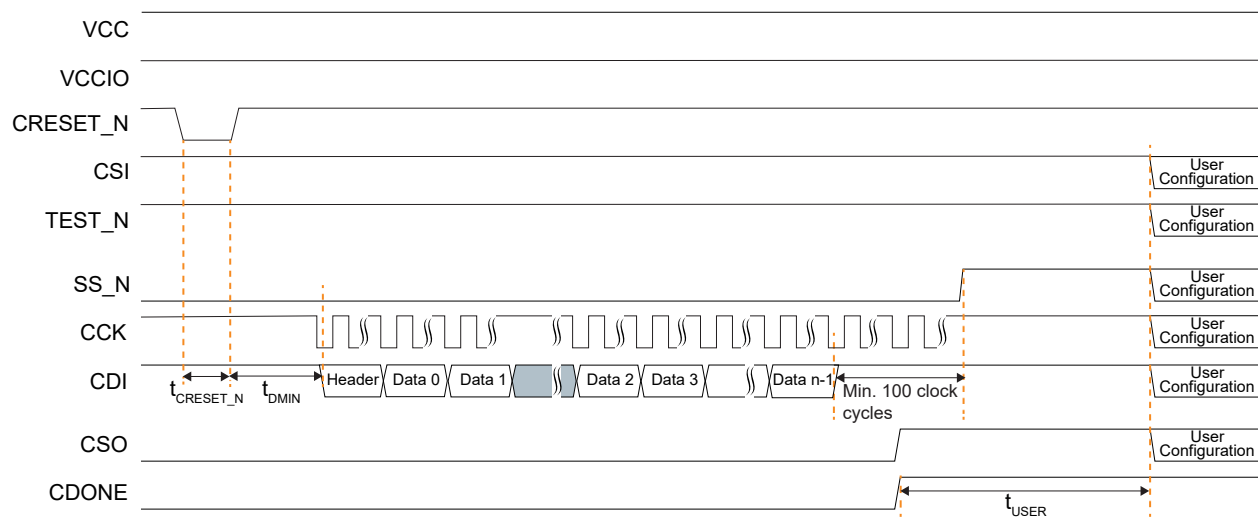 VCC
VCCIO
CRESET_N
CSI
User
Configuration
TEST_N
User
Configuration
SS_N
User
Configuration
CCK
User
Configuration
CDI
Header
Data 0
Data 1
Data 2
Data 3
Data n-1
User
Configuration
tCRESET_N
tDMIN
Min. 100 clock
cycles
CSO
User
Configuration
CDONE
tUSER